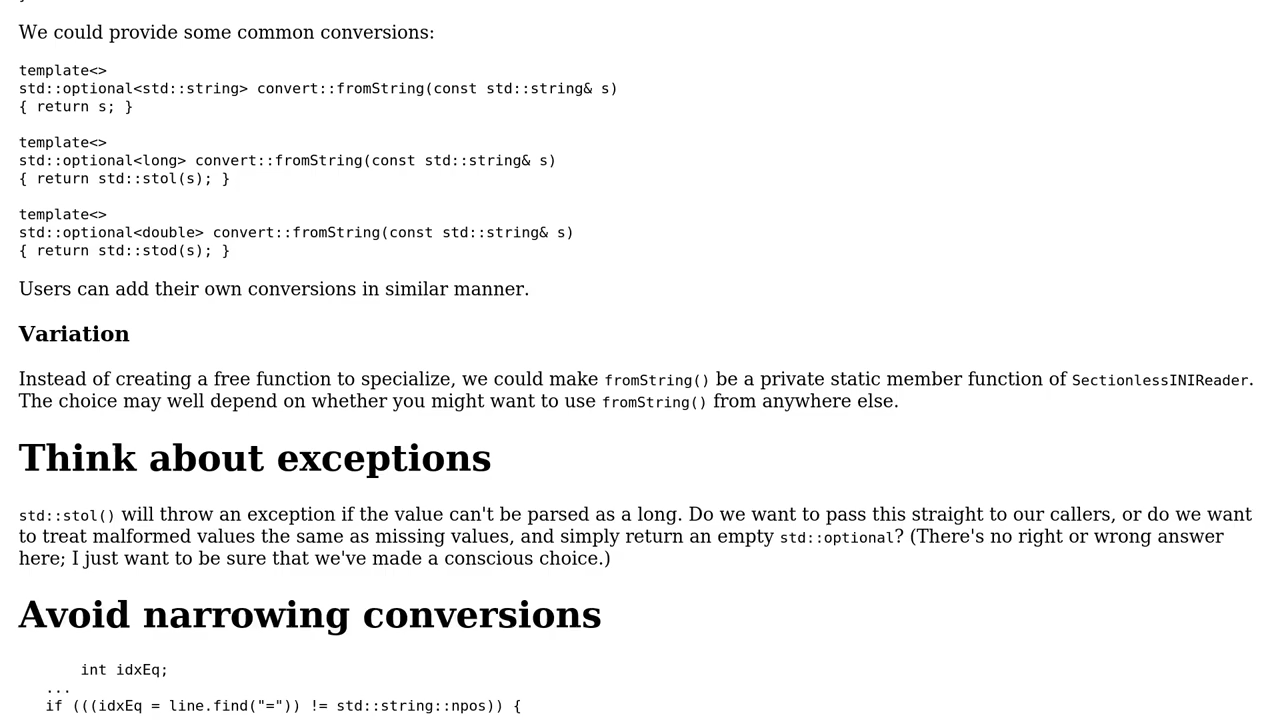 We could provide some common conversions:
template<>
std::optional<std::string> convert::fromString(const std::string& s)
{ return s; }
template<>
std::optional<long> convert::fromString(const std::string& s)
{ return std::stol(s); }
template<>
std::optional<double> convert::fromString(const std::string& s)
{ return std::stod(s); }
Users can add their own conversions in similar manner.
Variation
Instead of creating a free function to specialize, we could make fromString() be a private static member function of SectionlessINIReader.
The choice may well depend on whether you might want to use fromString() from anywhere else.
Think about exceptions
std::stol() will throw an exception if the value can't be parsed as a long. Do we want to pass this straight to our callers, or do we want
to treat malformed values the same as missing values, and simply return an empty std::optional? (There's no right or wrong answer
here; I just want to be sure that we've made a conscious choice.)
Avoid narrowing conversions
int idxEq;
...
if (((idxEq = line.find("=")) != std::string::npos)) {